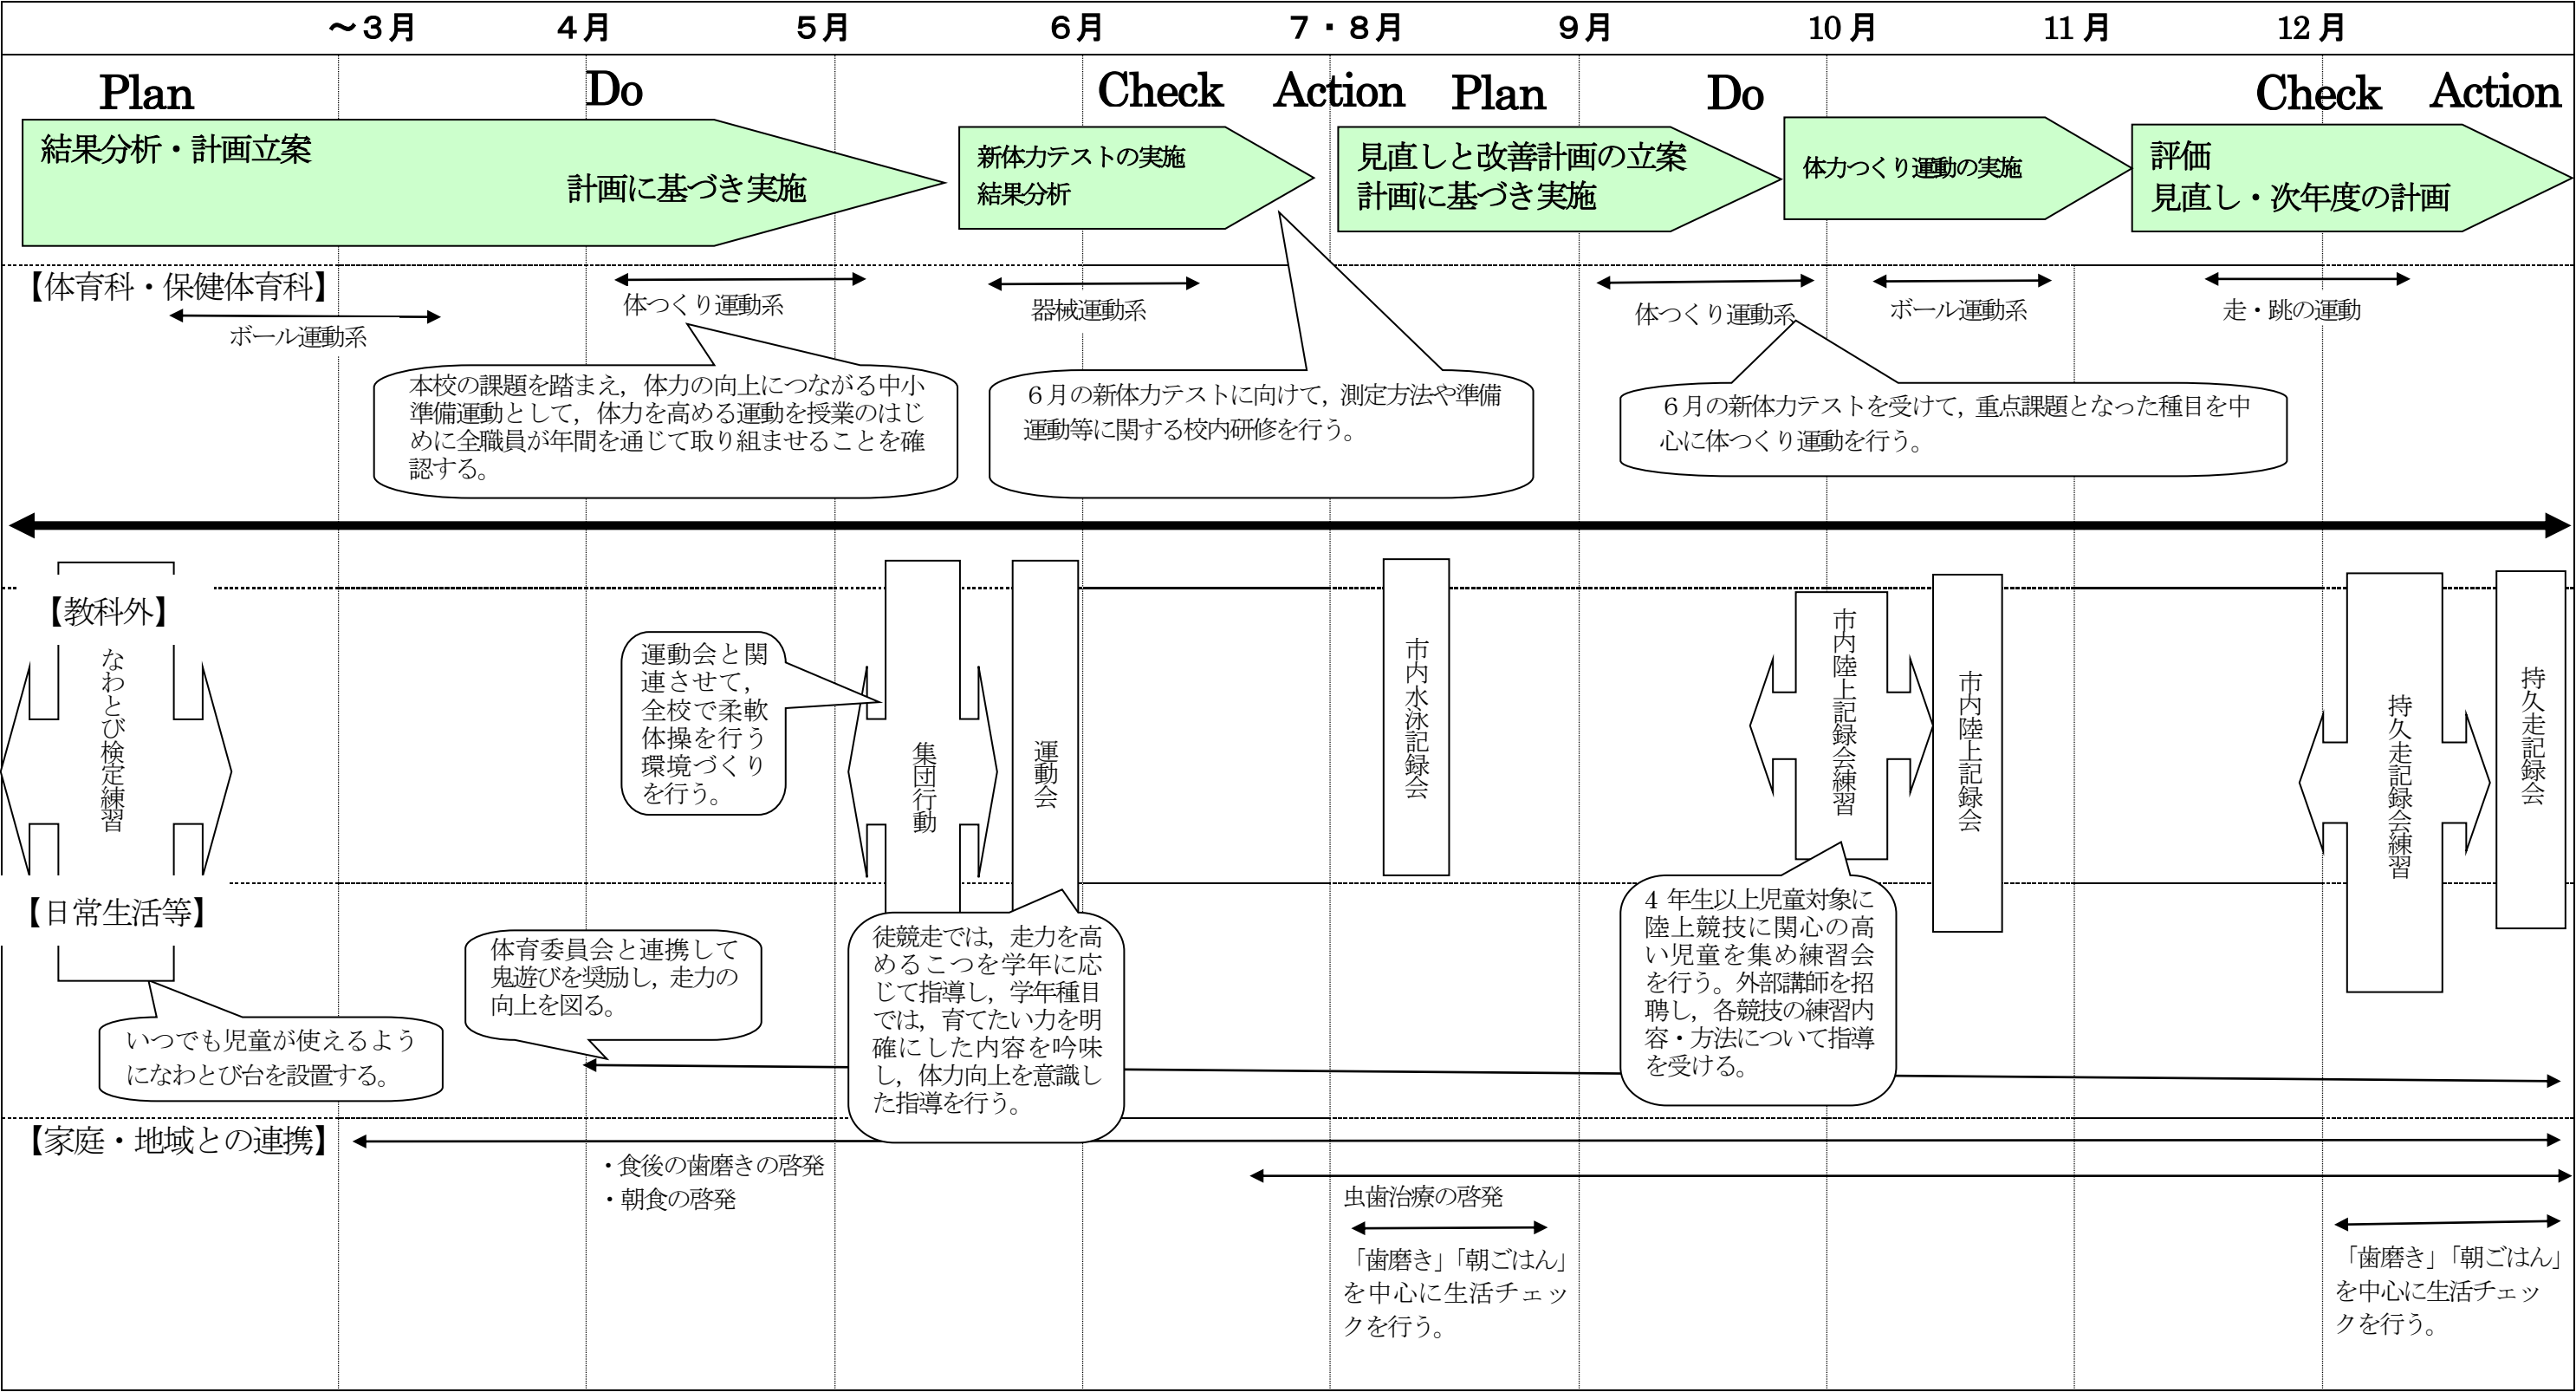 ～３月
４月
５月
６月
７・８月
９月
10 月
11 月
12 月
Plan
Do
Check
Action
Plan
Do
Check
Action
結果分析・計画立案
計画に基づき実施
新体力テストの実施
結果分析
見直しと改善計画の立案
計画に基づき実施
体力つくり運動の実施
評価
見直し・次年度の計画
【体育科・保健体育科】
ボール運動系
体つくり運動系
器械運動系
体つくり運動系
ボール運動系
走・跳の運動
本校の課題を踏まえ，体力の向上につながる中小
準備運動として，体力を高める運動を授業のはじ
めに全職員が年間を通じて取り組ませることを確
認する。
６月の新体力テストに向けて，測定方法や準備
運動等に関する校内研修を行う。
６月の新体力テストを受けて，重点課題となった種目を中
心に体つくり運動を行う。
【教科外】
なわとび検定練習
運動会と関
連させて，
全校で柔軟
体操を行う
環境づくり
を行う。
集団行動
運動会
市内水泳記録会
市内陸上記録会練習
市内陸上記録会
持久走記録会練習
持久走記録会
【日常生活等】
いつでも児童が使えるよう
になわとび台を設置する。
体育委員会と連携して
鬼遊びを奨励し，走力の
向上を図る。
徒競走では，走力を高
めるこつを学年に応
じて指導し，学年種目
では，育てたい力を明
確にした内容を吟味
し，体力向上を意識し
た指導を行う。
4 年生以上児童対象に
陸上競技に関心の高
い児童を集め練習会
を行う。外部講師を招
聘し，各競技の練習内
容・方法について指導
を受ける。
【家庭・地域との連携】
・食後の歯磨きの啓発
・朝食の啓発
虫歯治療の啓発
「歯磨き」「朝ごはん」
を中心に生活チェッ
クを行う。
「歯磨き」「朝ごはん」
を中心に生活チェッ
クを行う。